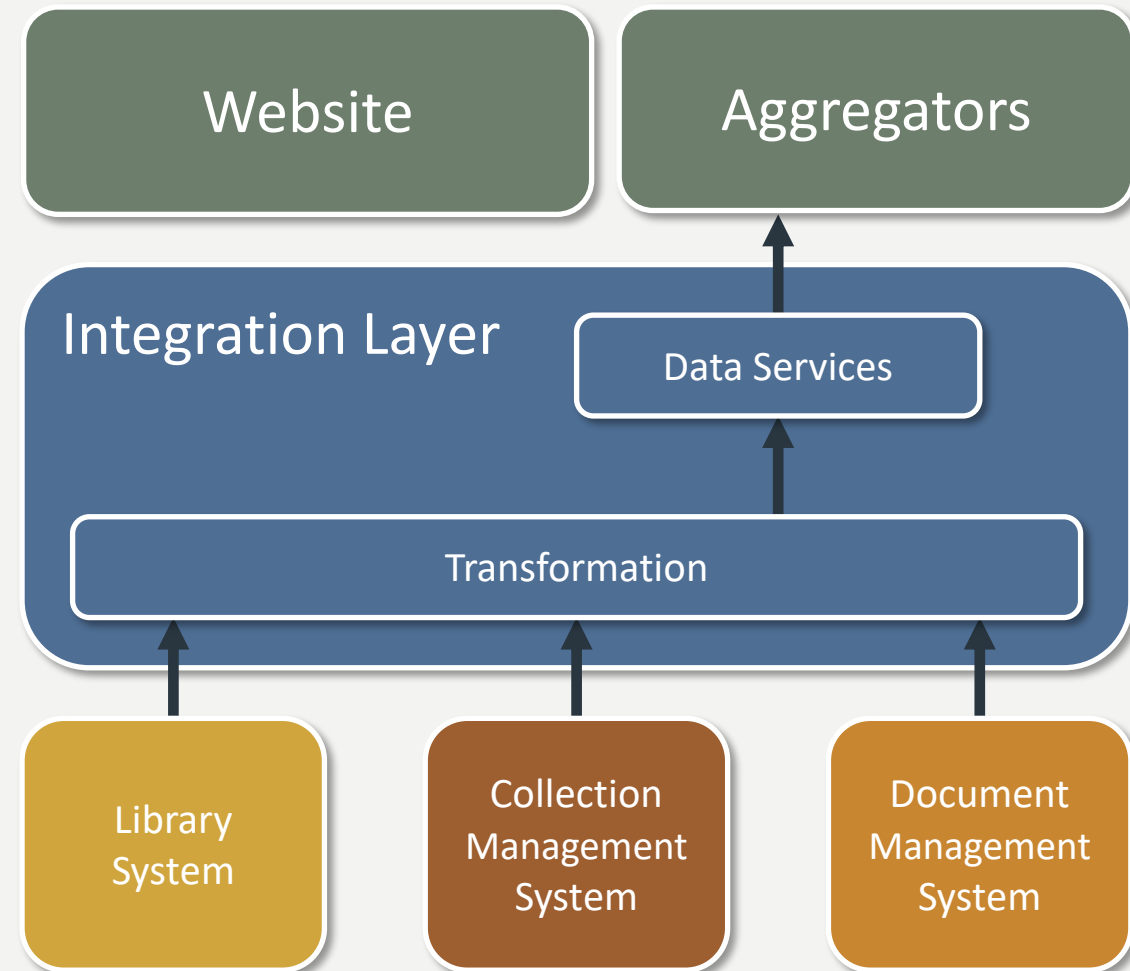 Website
Aggregators
Integration Layer
Data Services
Transformation
Library
System
Collection
Management
System
Document
Management
System